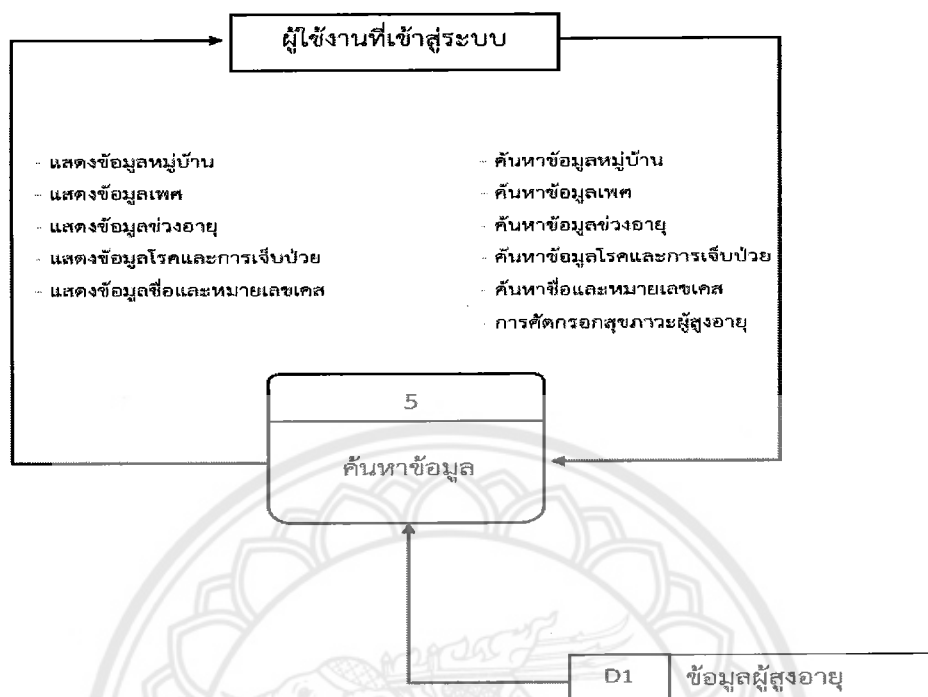 ผู้ใช้งานที่เข้าสู่ระบบ
- แสดงข้อมูลหมู่บ้าน
- แสดงข้อมูลเพศ
- แสดงข้อมูลช่วงอายุ
- แสดงข้อมูลโรคและการเจ็บป่วย
- แสดงข้อมูลชื่อและหมายเลขเคส
- ค้นหาข้อมูลหมู่บ้าน
- ค้นหาข้อมูลเพศ
- ค้นหาข้อมูลช่วงอายุ
- ค้นหาข้อมูลโรคและการเจ็บป่วย
- ค้นหาชื่อและหมายเลขเคส
- การคัดกรอกสุขภาวะผู้สูงอายุ
5
ค้นหาข้อมูล
D1 ข้อมูลผู้สูงอายุ